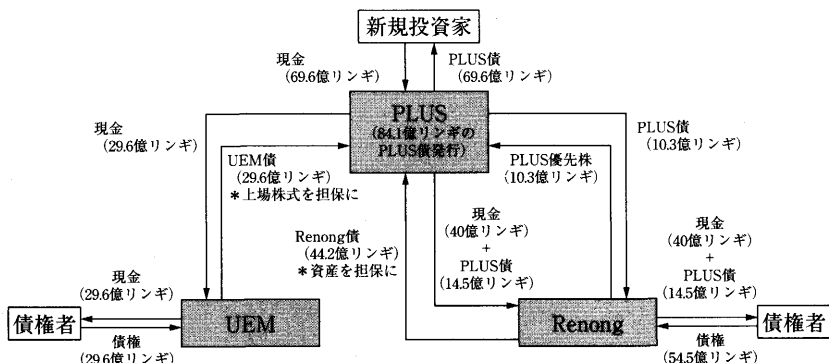 新規投資家
現金
(69.6億リンギ)
PLUS債
(69.6億リンギ)
PLUS
(84.1億リンギの
PLUS債発行)
現金
(29.6億リンギ)
UEM債
(29.6億リンギ)
*上場株式を担保に
PLUS優先株
(10.3億リンギ)
PLUS債
(10.3億リンギ)
Renong債
(44.2億リンギ)
*資産を担保に
現金
(40億リンギ)
+
PLUS債
(14.5億リンギ)
現金
(40億リンギ)
+
PLUS債
(14.5億リンギ)
現金
(29.6億リンギ)
債権者
UEM
Renong
債権者
債権
(29.6億リンギ)
債権
(54.5億リンギ)